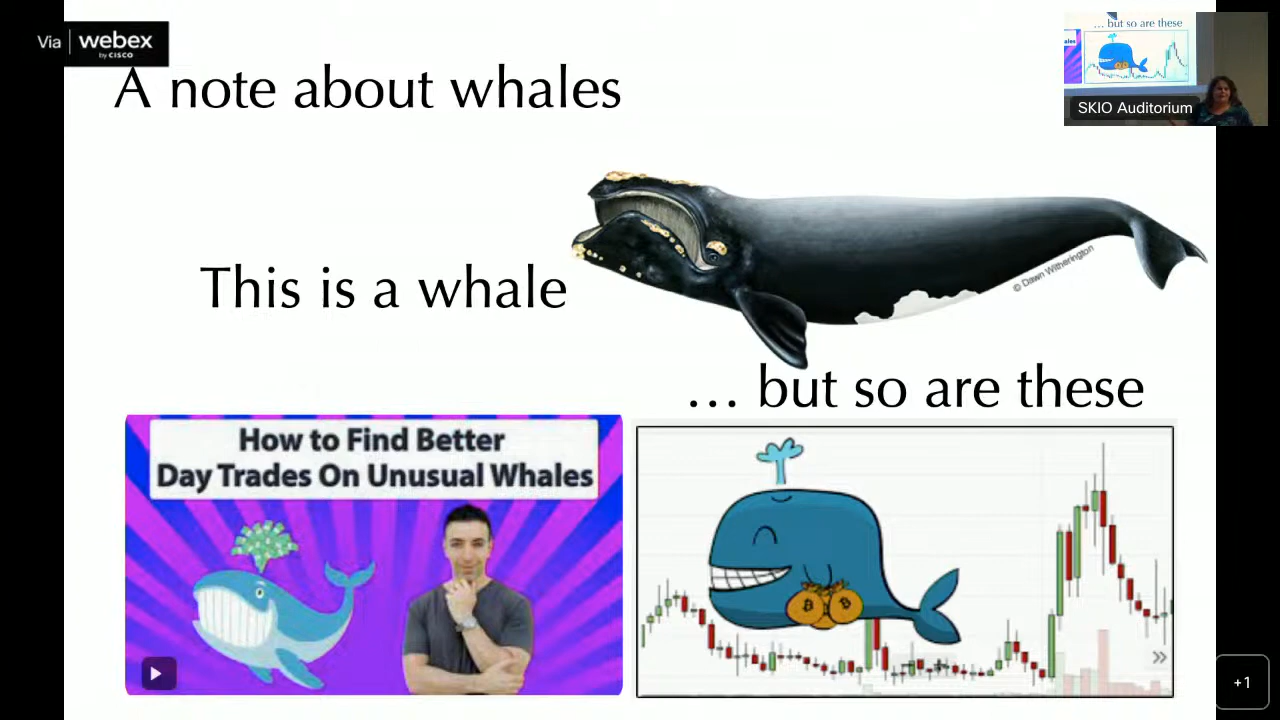 Via webex
by CISCO
A note about whales
… but so are these
SKIO Auditorium
This is a whale
© Dawn Witherington
… but so are these
How to Find Better
Day Trades On Unusual Whales
+1